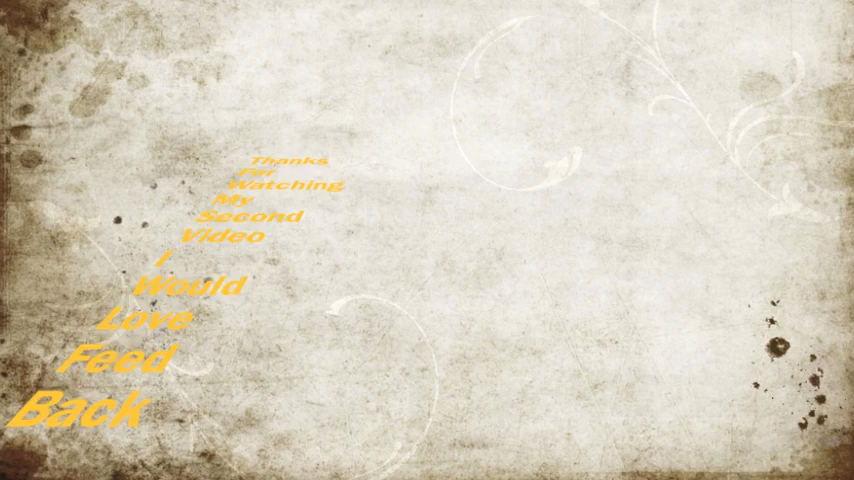 Thanks
For
Watching
My
Second
Video
I
Would
Love
Feed
Back